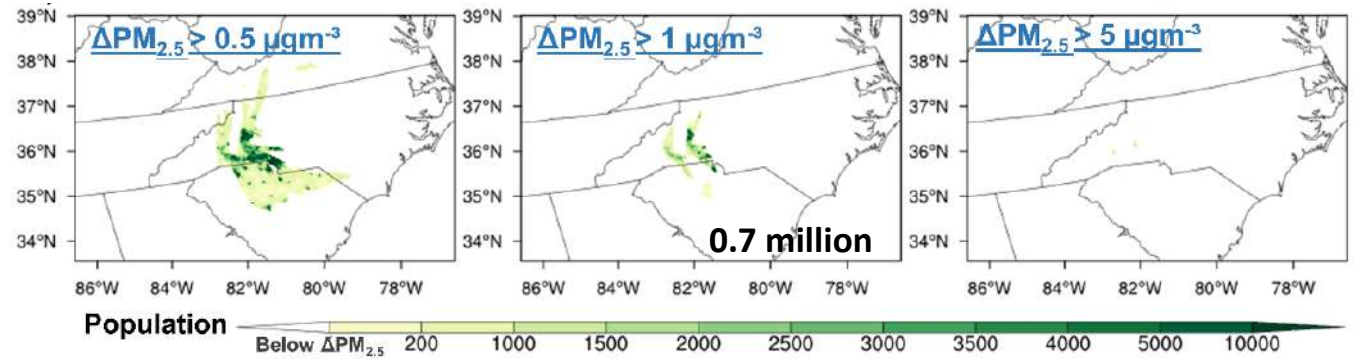 ΔPM₂.₅ > 0.5 µgm⁻³
ΔPM₂.₅ > 1 µgm⁻³
ΔPM₂.₅ > 5 µgm⁻³
39°N
38°N
37°N
36°N
35°N
34°N
86°W 84°W 82°W 80°W 78°W
39°N
38°N
37°N
36°N
35°N
34°N
0.7 million
86°W 84°W 82°W 80°W 78°W
39°N
38°N
37°N
36°N
35°N
34°N
86°W 84°W 82°W 80°W 78°W
Population
Below ΔPM₂.₅ 200 1000 1500 2000 2500 3000 3500 4000 5000 10000